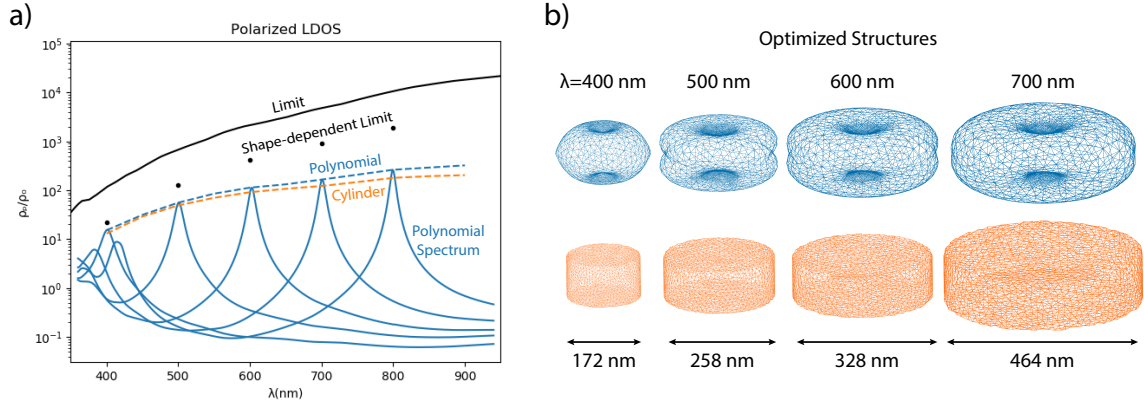 a)
Polarized LDOS
10⁵
10⁴
10³
10²
10¹
10⁰
10⁻¹
ρ₀/ρ₀
Limit
Shape-dependent Limit
Polynomial
Cylinder
Polynomial
Spectrum
400 500 600 700 800 900
λ(nm)
b)
Optimized Structures
λ=400 nm 500 nm 600 nm 700 nm
172 nm 258 nm 328 nm 464 nm